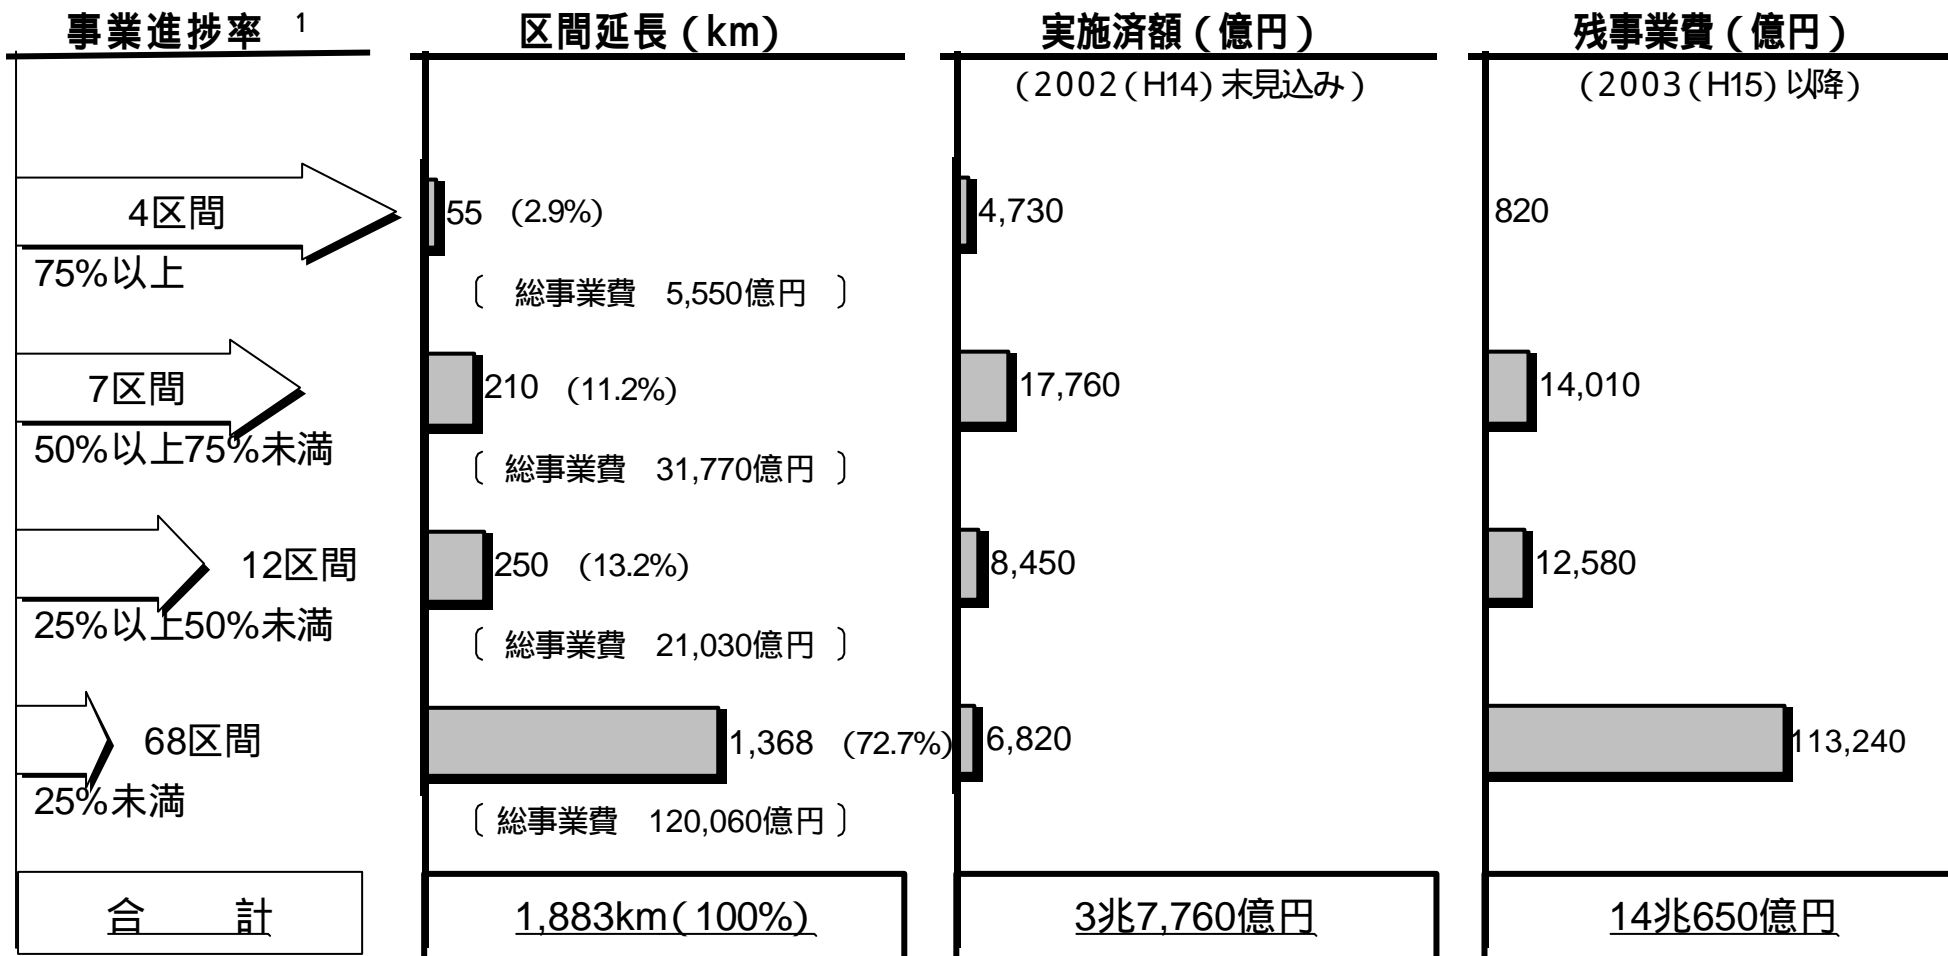 事業進捗率 1 区間延長（km） 実施済額（億円） 残事業費（億円）
（2002（H14）末見込み） （2003（H15）以降）
4区間 55 （2.9%） 4,730 820
75%以上
〔 総事業費 5,550億円 〕
7区間 210 （11.2%） 17,760 14,010
50%以上75%未満
〔 総事業費 31,770億円 〕
12区間 250 （13.2%） 8,450 12,580
25%以上50%未満
〔 総事業費 21,030億円 〕
68区間 1,368 （72.7%） 6,820 113,240
25%未満
〔 総事業費 120,060億円 〕
合 計 1,883km（100%） 3兆7,760億円 14兆650億円